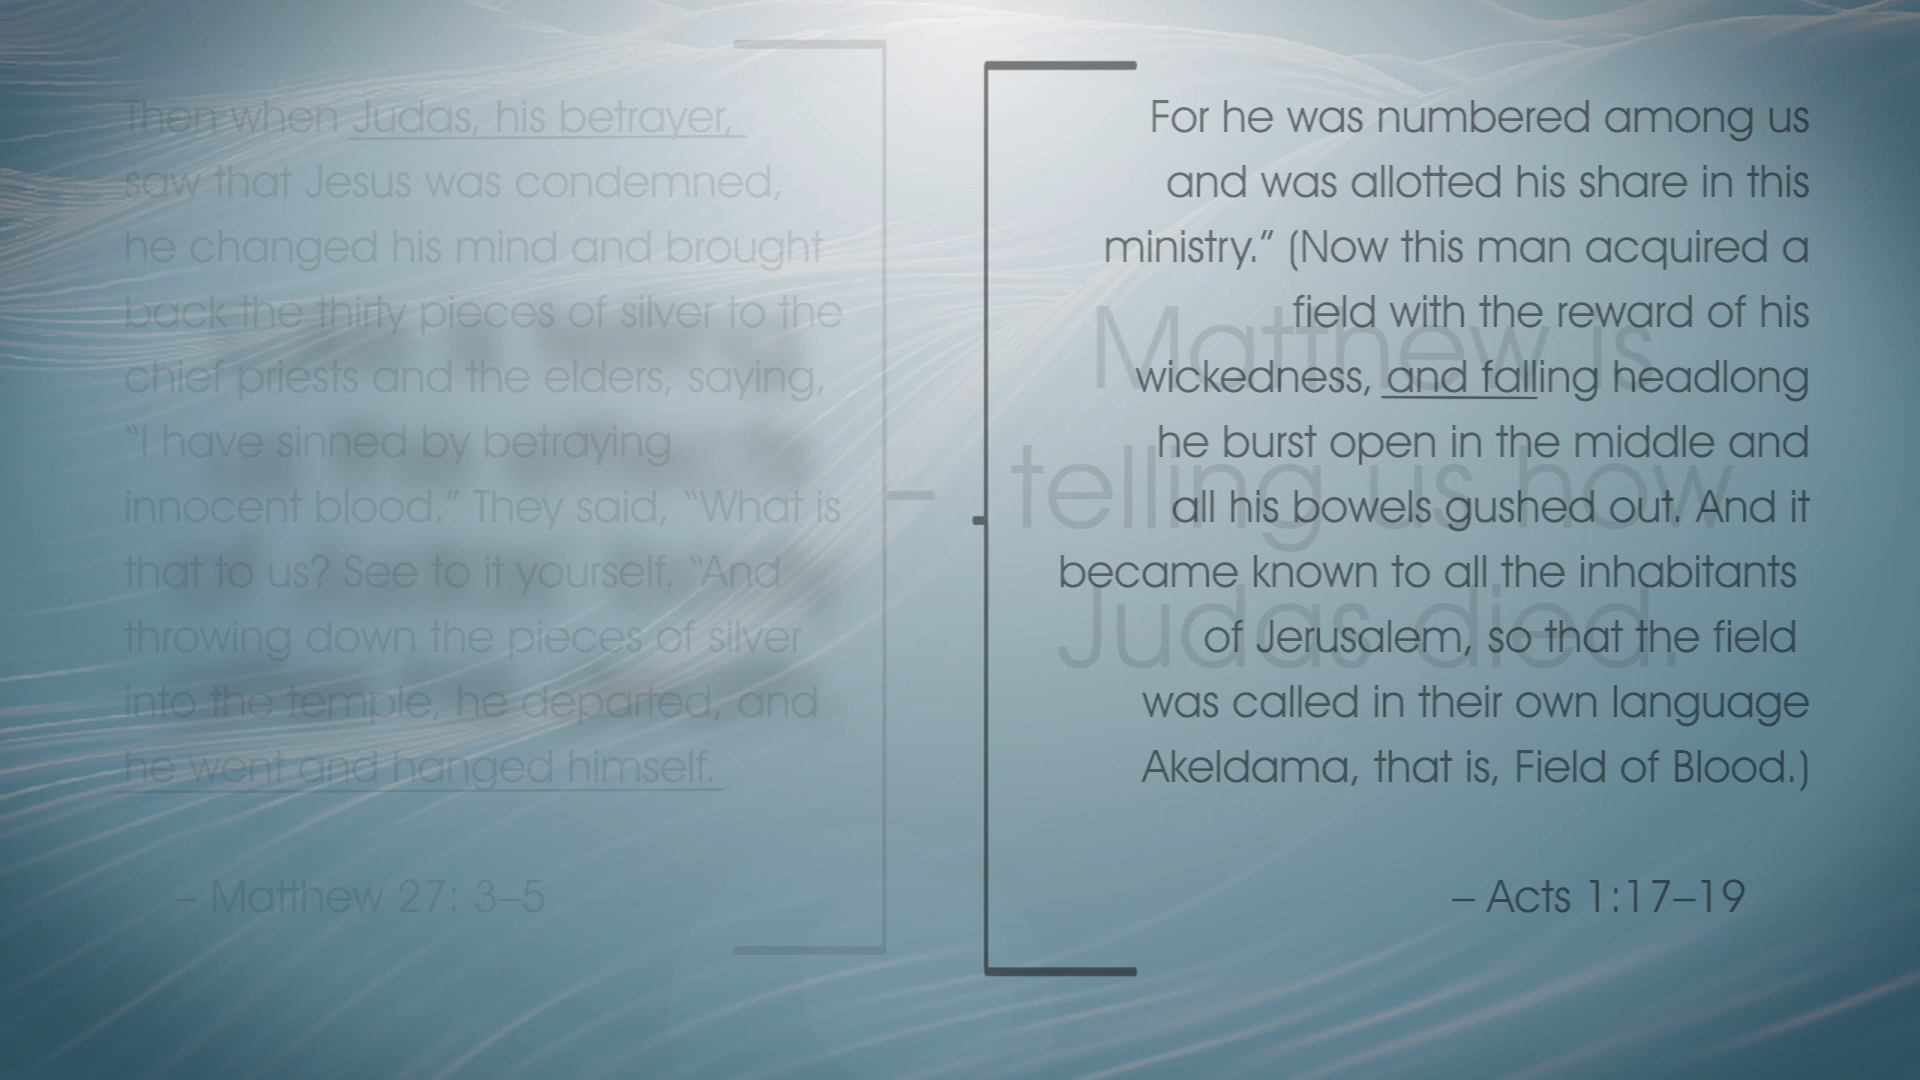 Then when Judas, his betrayer,
saw that Jesus was condemned,
he changed his mind and brought
back the thirty pieces of silver to the
chief priests and the elders, saying,
“I have sinned by betraying
innocent blood.” They said, “What is
that to us? See to it yourself. “And
throwing down the pieces of silver
into the temple, he departed, and
he went and hanged himself.
– Matthew 27: 3–5
For he was numbered among us
and was allotted his share in this
ministry.” (Now this man acquired a
field with the reward of his
wickedness, and falling headlong
he burst open in the middle and
all his bowels gushed out. And it
became known to all the inhabitants
of Jerusalem, so that the field
was called in their own language
Akeldama, that is, Field of Blood.)
– Acts 1:17–19
Matthew is
telling us how
Judas died.